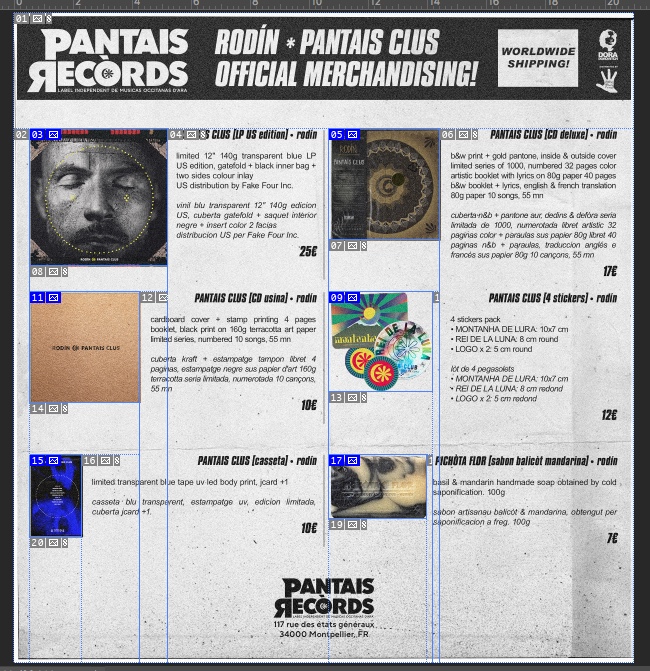 0 2 4 6 8 10 12 14 16 18 20
01
PANTAIS
RECÒRDS
LABEL INDEPENDENT DE MUSICAS OCCITANAS D'ARA
RODÍN * PANTAIS CLUS
OFFICIAL MERCHANDISING!
WORLDWIDE
SHIPPING!
DORA
02 03 04
S CLUS [LP US edition] • rodín
limited 12" 140g transparent blue LP
US edition, gatefold + black inner bag +
two sides colour inlay
US distribution by Fake Four Inc.
vinil blu transparent 12" 140g edicion
US, cuberta gatefold + saquet interior
negre + insert color 2 facias
distribucion US per Fake Four Inc.
25€
08
05 06
PANTAIS CLUS [CD deluxe] • rodín
b&w print + gold pantone, inside & outside cover
limited series of 1000, numbered 32 pages color
artistic booklet with lyrics on 80g paper 40 pages
b&w booklet + lyrics, english & french translation
80g paper 10 songs, 55 mn
cuberta n&b + pantone aur, dedins & defòra seria
limitada de 1000, numerotada libret artistic 32
paginas color + paraulas sus papier 80g libret 40
paginas n&b + paraulas, traduccion anglés e
francés sus papier 80g 10 cançons, 55 mn
17€
07
11 12
PANTAIS CLUS [CD usina] • rodín
RODÍN PANTAIS CLUS
cardboard cover + stamp printing 4 pages
booklet, black print on 160g terracotta art paper
limited series, numbered 10 songs, 55 mn
cuberta kraft + estampatge tampon libret 4
paginas, estampatge negre sus papier d'art 160g
terracotta seria limitada, numerotada 10 cançons,
55 mn
10€
14
09 1
PANTAIS CLUS [4 stickers] • rodín
4 stickers pack
• MONTANHA DE LURA: 10x7 cm
• REI DE LA LUNA: 8 cm round
• LOGO x 2: 5 cm round
lòt de 4 pegasolets
• MONTANHA DE LURA: 10x7 cm
• REI DE LA LUNA: 8 cm redond
• LOGO x 2: 5 cm redond
12€
13
15 16
PANTAIS CLUS [casseta] • rodín
limited transparent blue tape uv led body print, jcard +1
casseta blu transparent, estampatge uv, edicion limitada,
cuberta jcard +1.
10€
20
17 1
FICHÒTA FLOR [sabon balicòt mandarina] • rodín
basil & mandarin handmade soap obtained by cold
saponification. 100g
sabon artisanau balicòt & mandarina, obtengut per
saponificacion a freg. 100g
7€
19
PANTAIS
RECÒRDS
117 rue des états généraux
34000 Montpellier, FR